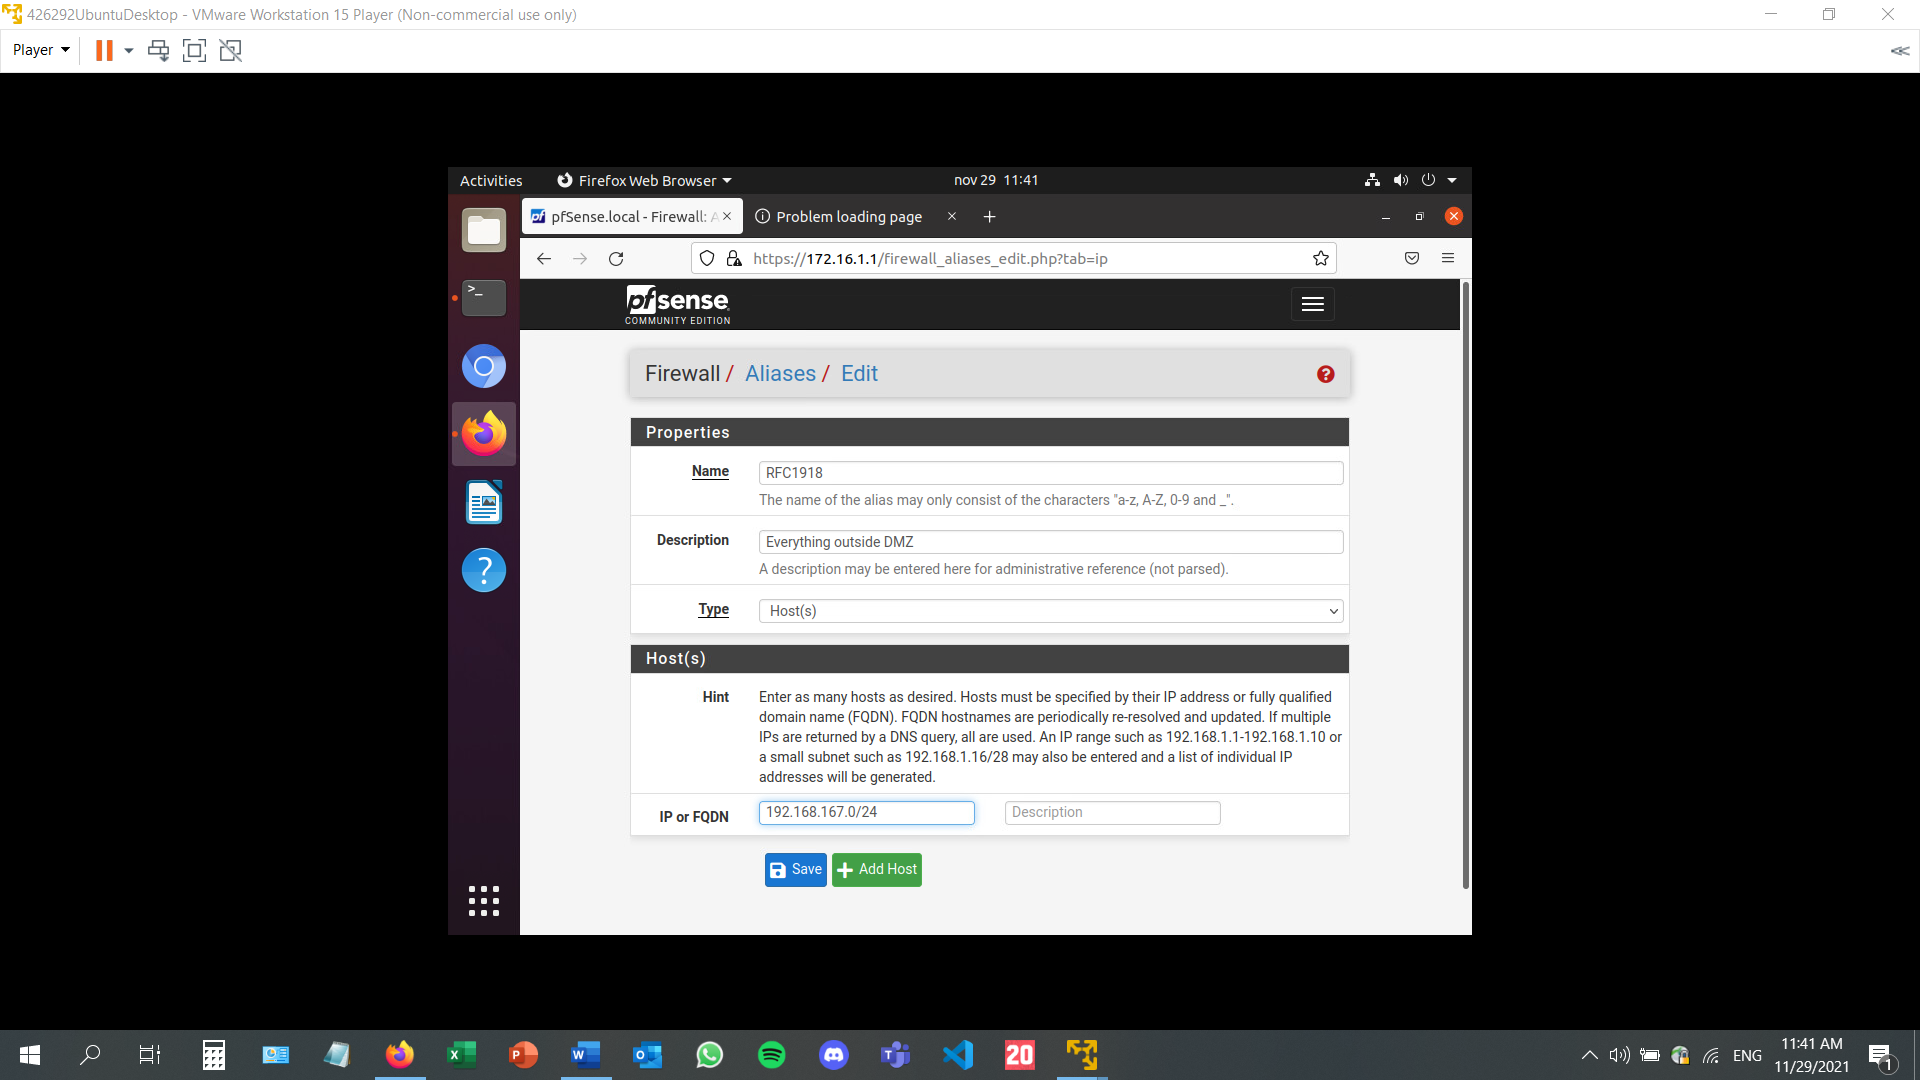 426292UbuntuDesktop - VMware Workstation 15 Player (Non-commercial use only)
Player
Activities
Firefox Web Browser
nov 29 11:41
pfSense.local - Firewall: A
Problem loading page
https://172.16.1.1/firewall_aliases_edit.php?tab=ip
pfsense
COMMUNITY EDITION
Firewall / Aliases / Edit
Properties
Name
RFC1918
The name of the alias may only consist of the characters "a-z, A-Z, 0-9 and _".
Description
Everything outside DMZ
A description may be entered here for administrative reference (not parsed).
Type
Host(s)
Host(s)
Hint
Enter as many hosts as desired. Hosts must be specified by their IP address or fully qualified
domain name (FQDN). FQDN hostnames are periodically re-resolved and updated. If multiple
IPs are returned by a DNS query, all are used. An IP range such as 192.168.1.1-192.168.1.10 or
a small subnet such as 192.168.1.16/28 may also be entered and a list of individual IP
addresses will be generated.
IP or FQDN
192.168.167.0/24
Description
Save
Add Host
20
ENG
11:41 AM
11/29/2021
1